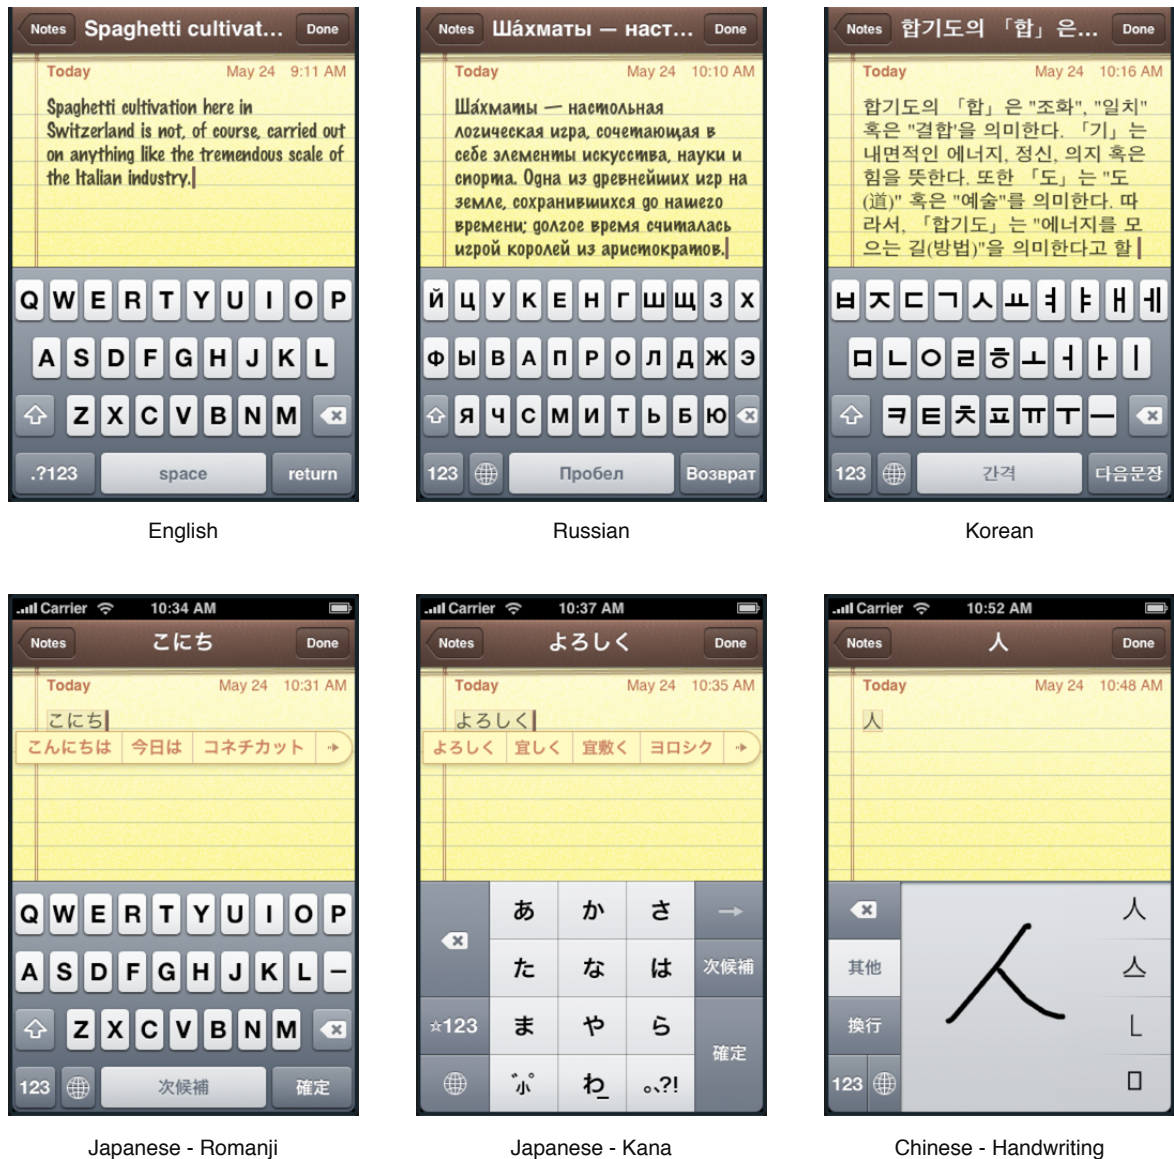 Notes Spaghetti cultivat... Done
Today May 24 9:11 AM
Spaghetti cultivation here in
Switzerland is not, of course, carried out
on anything like the tremendous scale of
the Italian industry.
Q W E R T Y U I O P
A S D F G H J K L
Z X C V B N M
.?123 space return
English
Notes Ша́хматы — наст... Done
Today May 24 10:10 AM
Ша́хматы — настольная
логическая игра, сочетающая в
себе элементы искусства, науки и
спорта. Одна из древнейших игр на
земле, сохранившихся до нашего
времени; долгое время считалась
игрой королей из аристократов.
Й Ц У К Е Н Г Ш Щ З Х
Ф Ы В А П Р О Л Д Ж Э
Я Ч С М И Т Ь Б Ю
123 Пробел Возврат
Russian
Notes 합기도의 「합」은... Done
Today May 24 10:16 AM
합기도의 「합」은 "조화", "일치"
혹은 "결합'을 의미한다. 「기」는
내면적인 에너지, 정신, 의지 혹은
힘을 뜻한다. 또한 「도」는 "도
(道)" 혹은 "예술"를 의미한다. 따
라서, 「합기도」는 "에너지를 모
으는 길(방법)"을 의미한다고 할
ㅂ ㅈ ㄷ ㄱ ㅅ ㅛ ㅕ ㅑ ㅐ ㅔ
ㅁ ㄴ ㅇ ㄹ ㅎ ㅗ ㅓ ㅏ ㅣ
ㅋ ㅌ ㅊ ㅍ ㅠ ㅜ ㅡ
123 간격 다음문장
Korean
Carrier 10:34 AM
Notes こにち Done
Today May 24 10:31 AM
こにち
こんにちは 今日は コネチカット
Q W E R T Y U I O P
A S D F G H J K L –
Z X C V B N M
123 次候補 確定
Japanese - Romanji
Carrier 10:37 AM
Notes よろしく Done
Today May 24 10:35 AM
よろしく
よろしく 宜しく 宜敷く ヨロシク
あ か さ →
た な は 次候補
☆123 ま や ら 確定
゛小゜ わ_ 。、?!
Japanese - Kana
Carrier 10:52 AM
Notes 人 Done
Today May 24 10:48 AM
人
人
其他 亼
换行 乚
123 人 口
Chinese - Handwriting